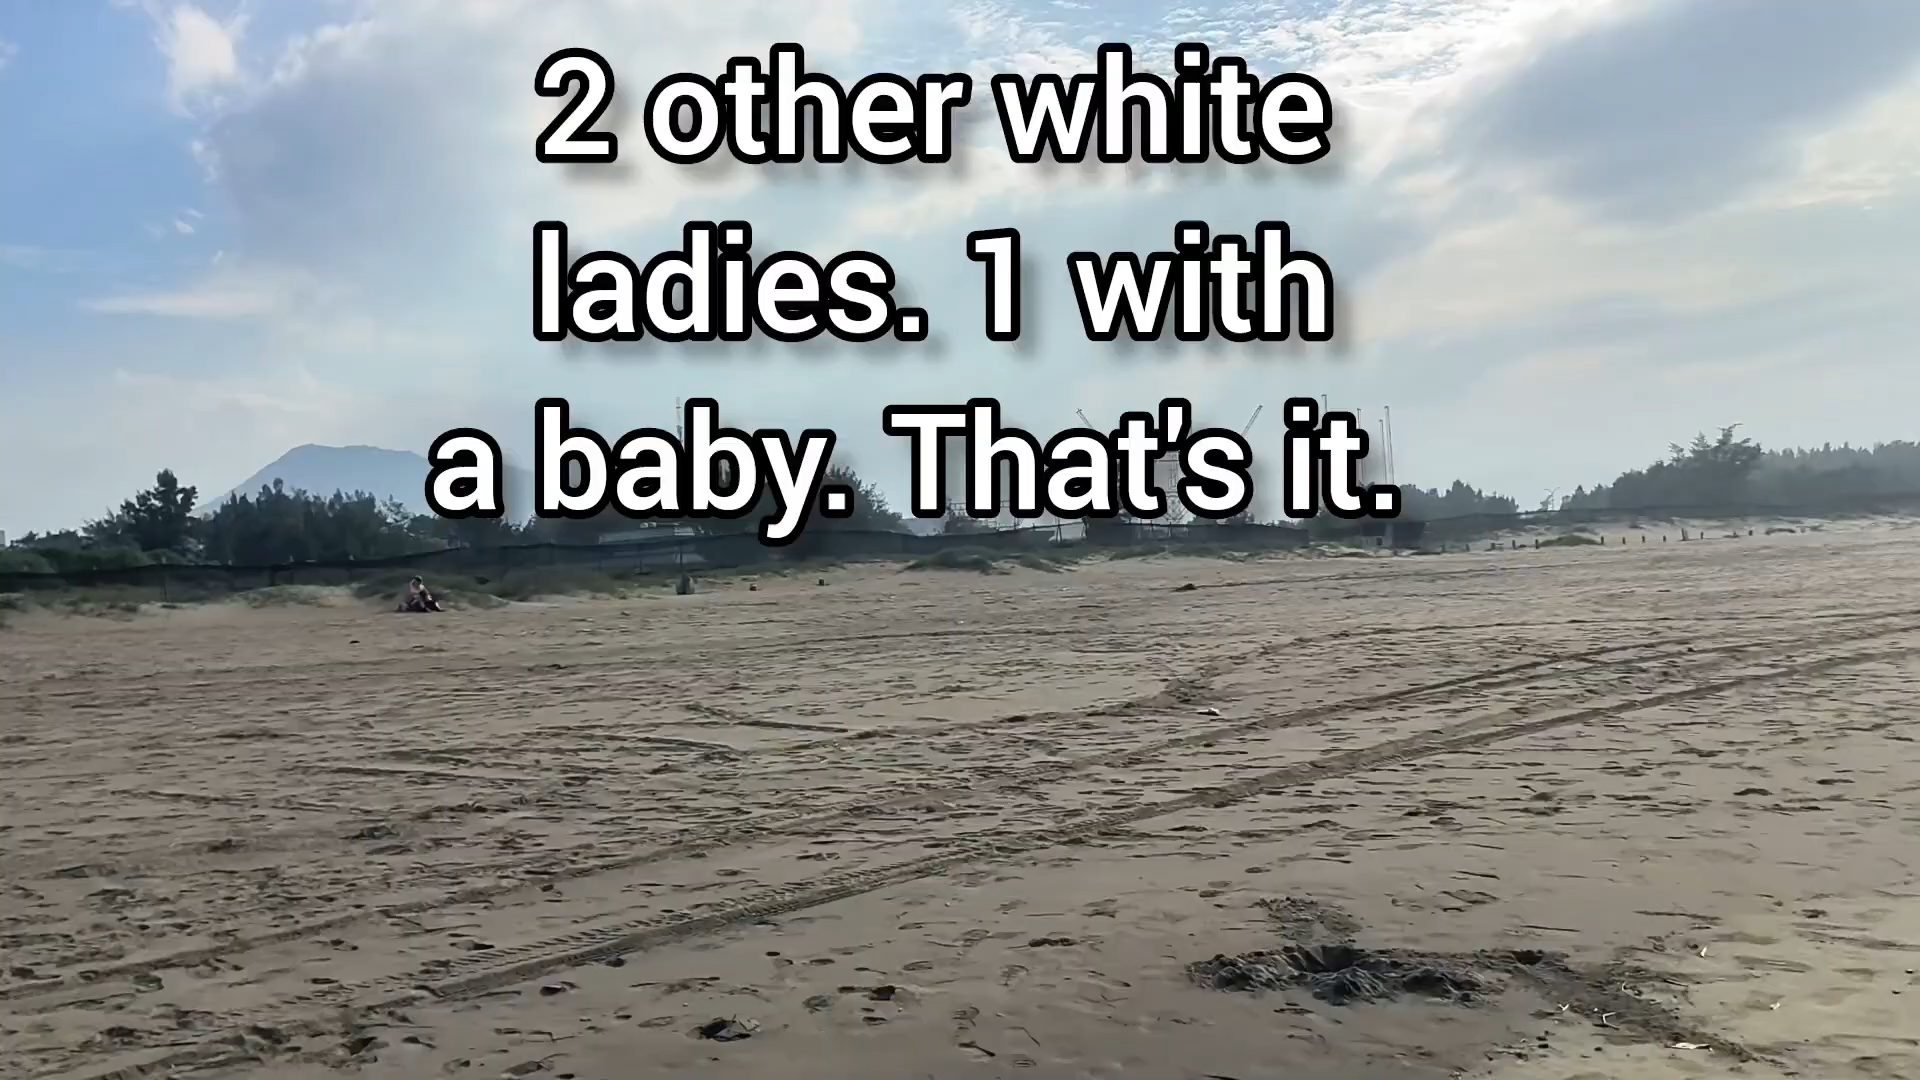 2 other white
ladies. 1 with
a baby. That's it.